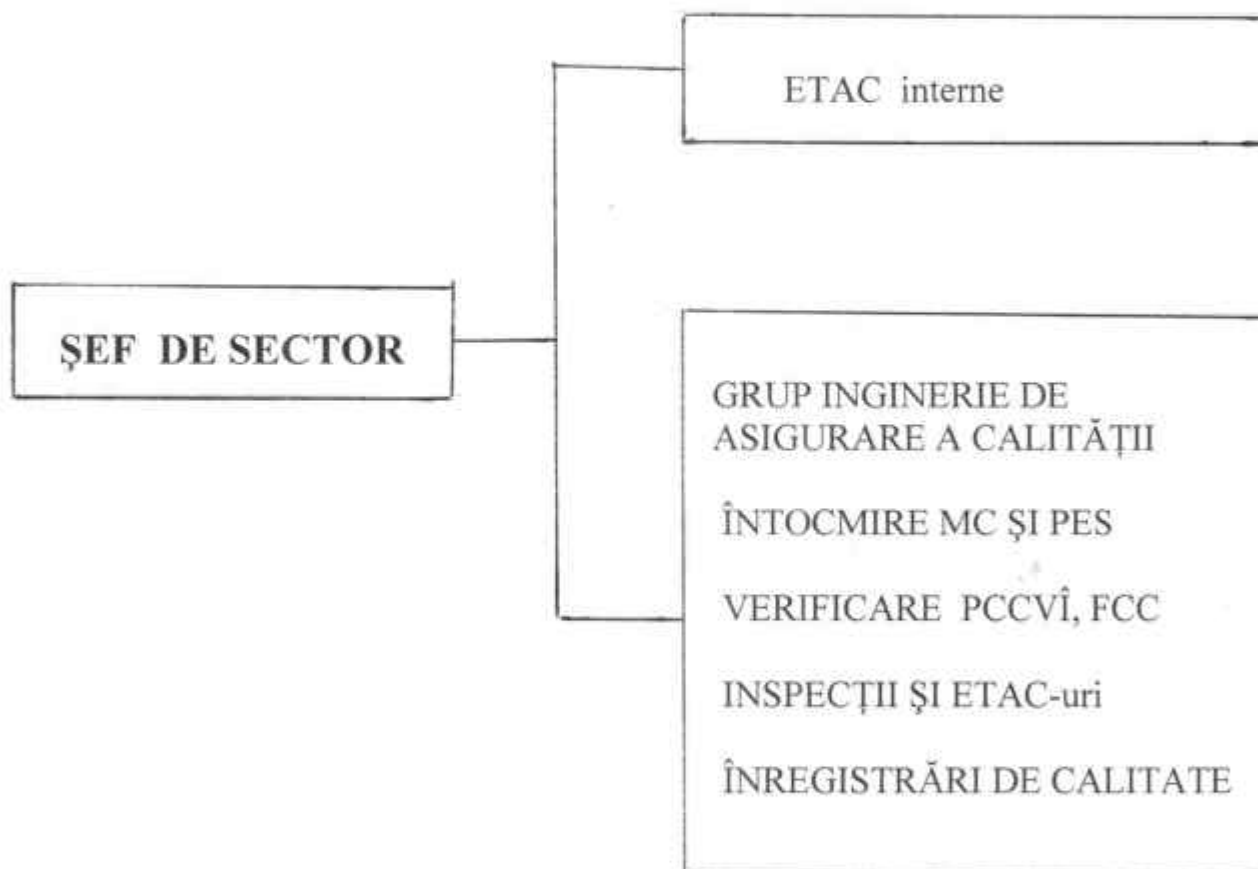 ETAC interne
ŞEF DE SECTOR
GRUP INGINERIE DE
ASIGURARE A CALITĂŢII
ÎNTOCMIRE MC ŞI PES
VERIFICARE PCCVÎ, FCC
INSPECŢII ŞI ETAC-uri
ÎNREGISTRĂRI DE CALITATE